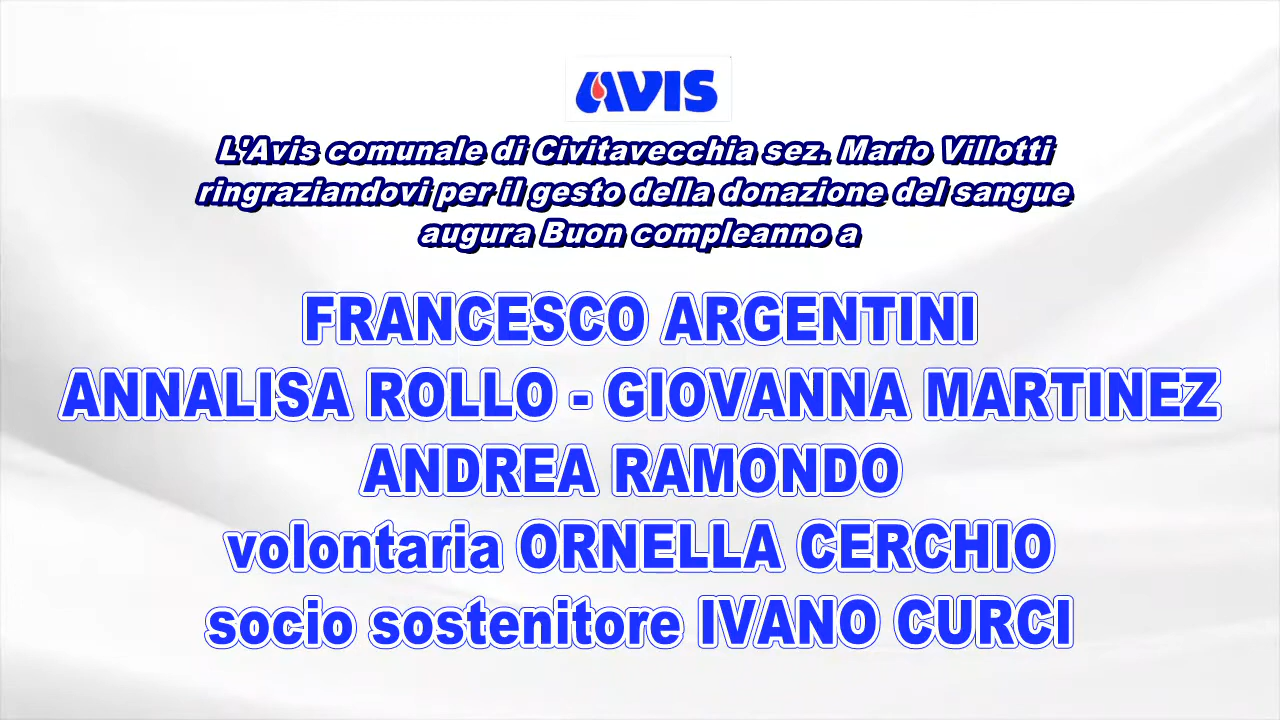 AVIS
L'Avis comunale di Civitavecchia sez. Mario Villotti
ringraziandovi per il gesto della donazione del sangue
augura Buon compleanno a
FRANCESCO ARGENTINI
ANNALISA ROLLO - GIOVANNA MARTINEZ
ANDREA RAMONDO
volontaria ORNELLA CERCHIO
socio sostenitore IVANO CURCI